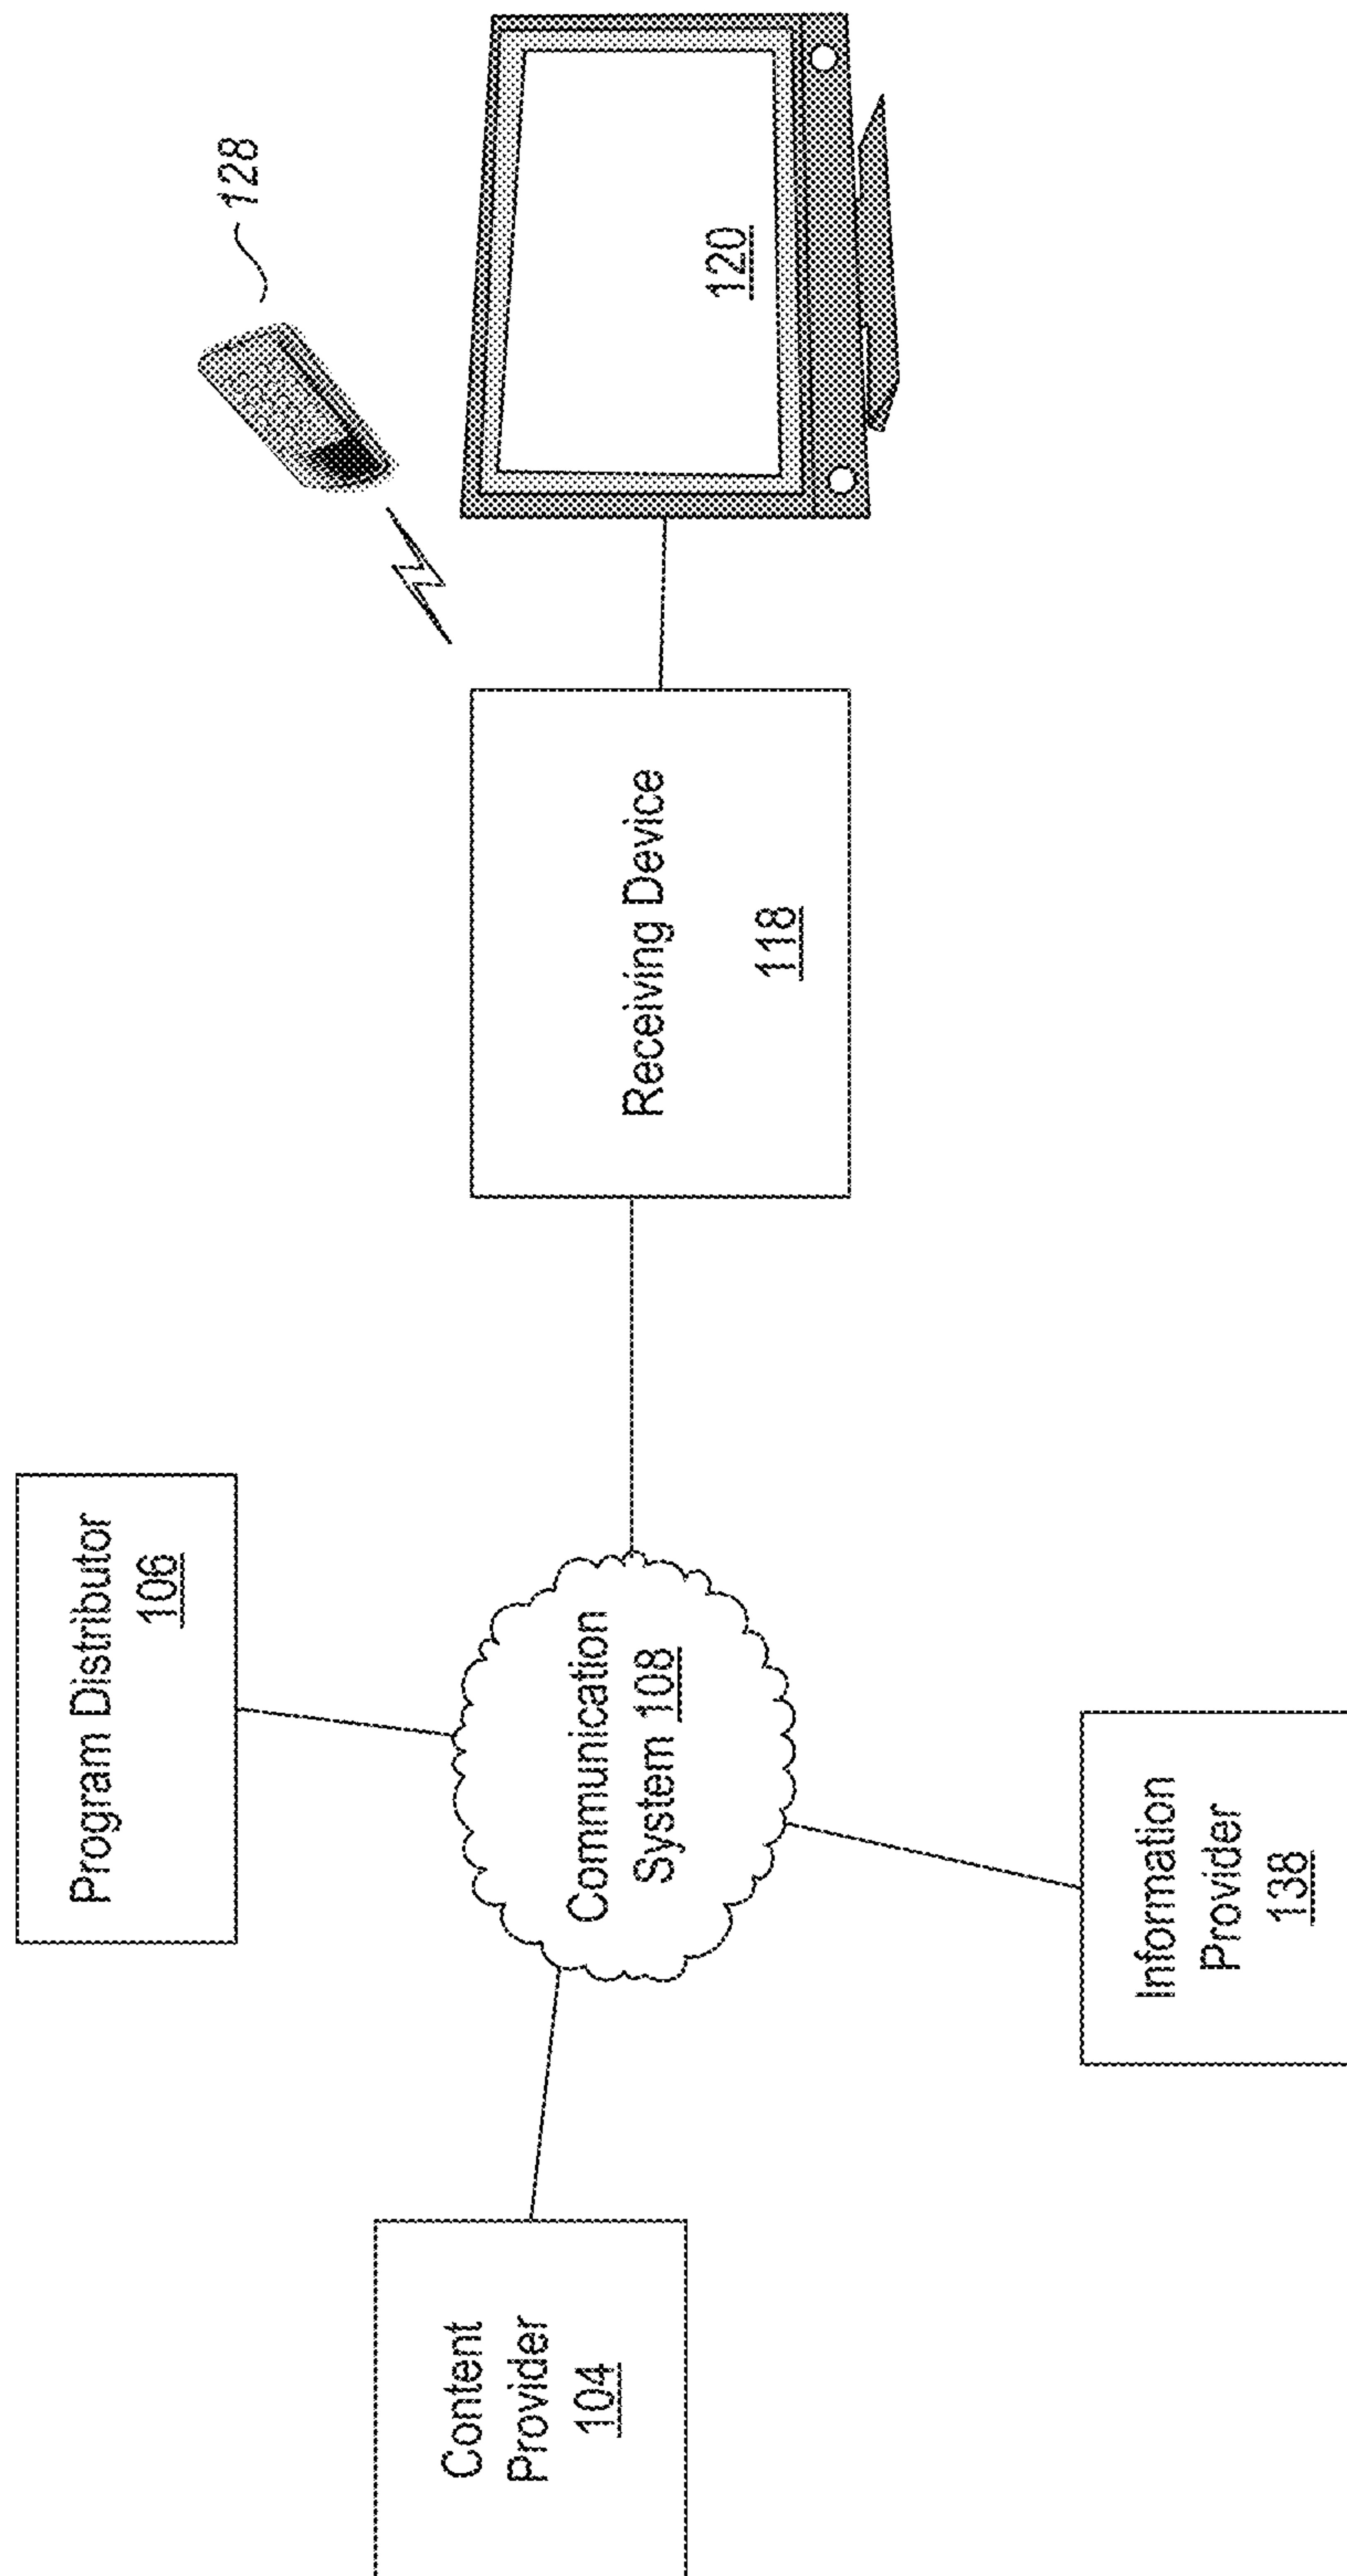 Content
Provider
104
Program Distributor
106
Communication
System 108
Information
Provider
138
Receiving Device
118
128
120